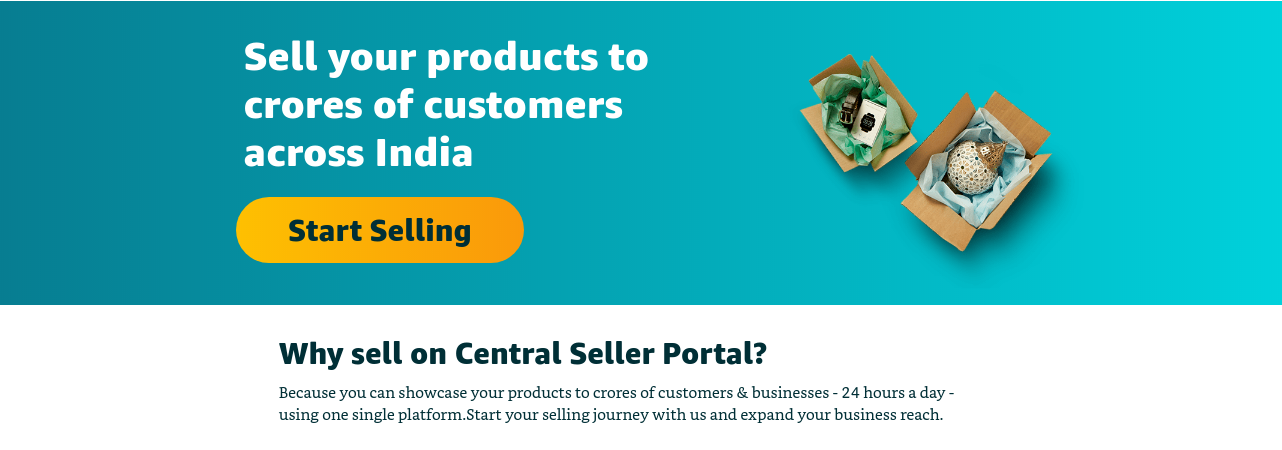 Sell your products to
crores of customers
across India
Start Selling
Why sell on Central Seller Portal?
Because you can showcase your products to crores of customers & businesses - 24 hours a day -
using one single platform.Start your selling journey with us and expand your business reach.